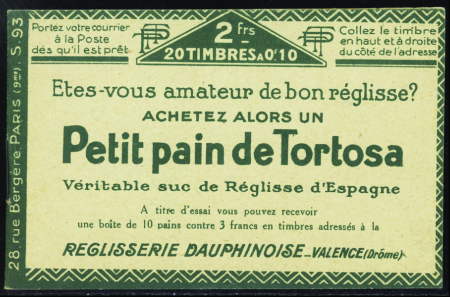 Portez votre courrier
à la Poste
dès qu'il est prêt
AP
2 frs
20 TIMBRES A 0f.10
AP
Collez le timbre
en haut et à droite
du côté de l'adresse
28, rue Bergère. PARIS (9me). S. 93
Etes-vous amateur de bon réglisse?
ACHETEZ ALORS UN
Petit pain de Tortosa
Véritable suc de Réglisse d'Espagne
A titre d'essai vous pouvez recevoir
une boîte de 10 pains contre 3 francs en timbres adressés à la
REGLISSERIE DAUPHINOISE _ VALENCE (Drôme)